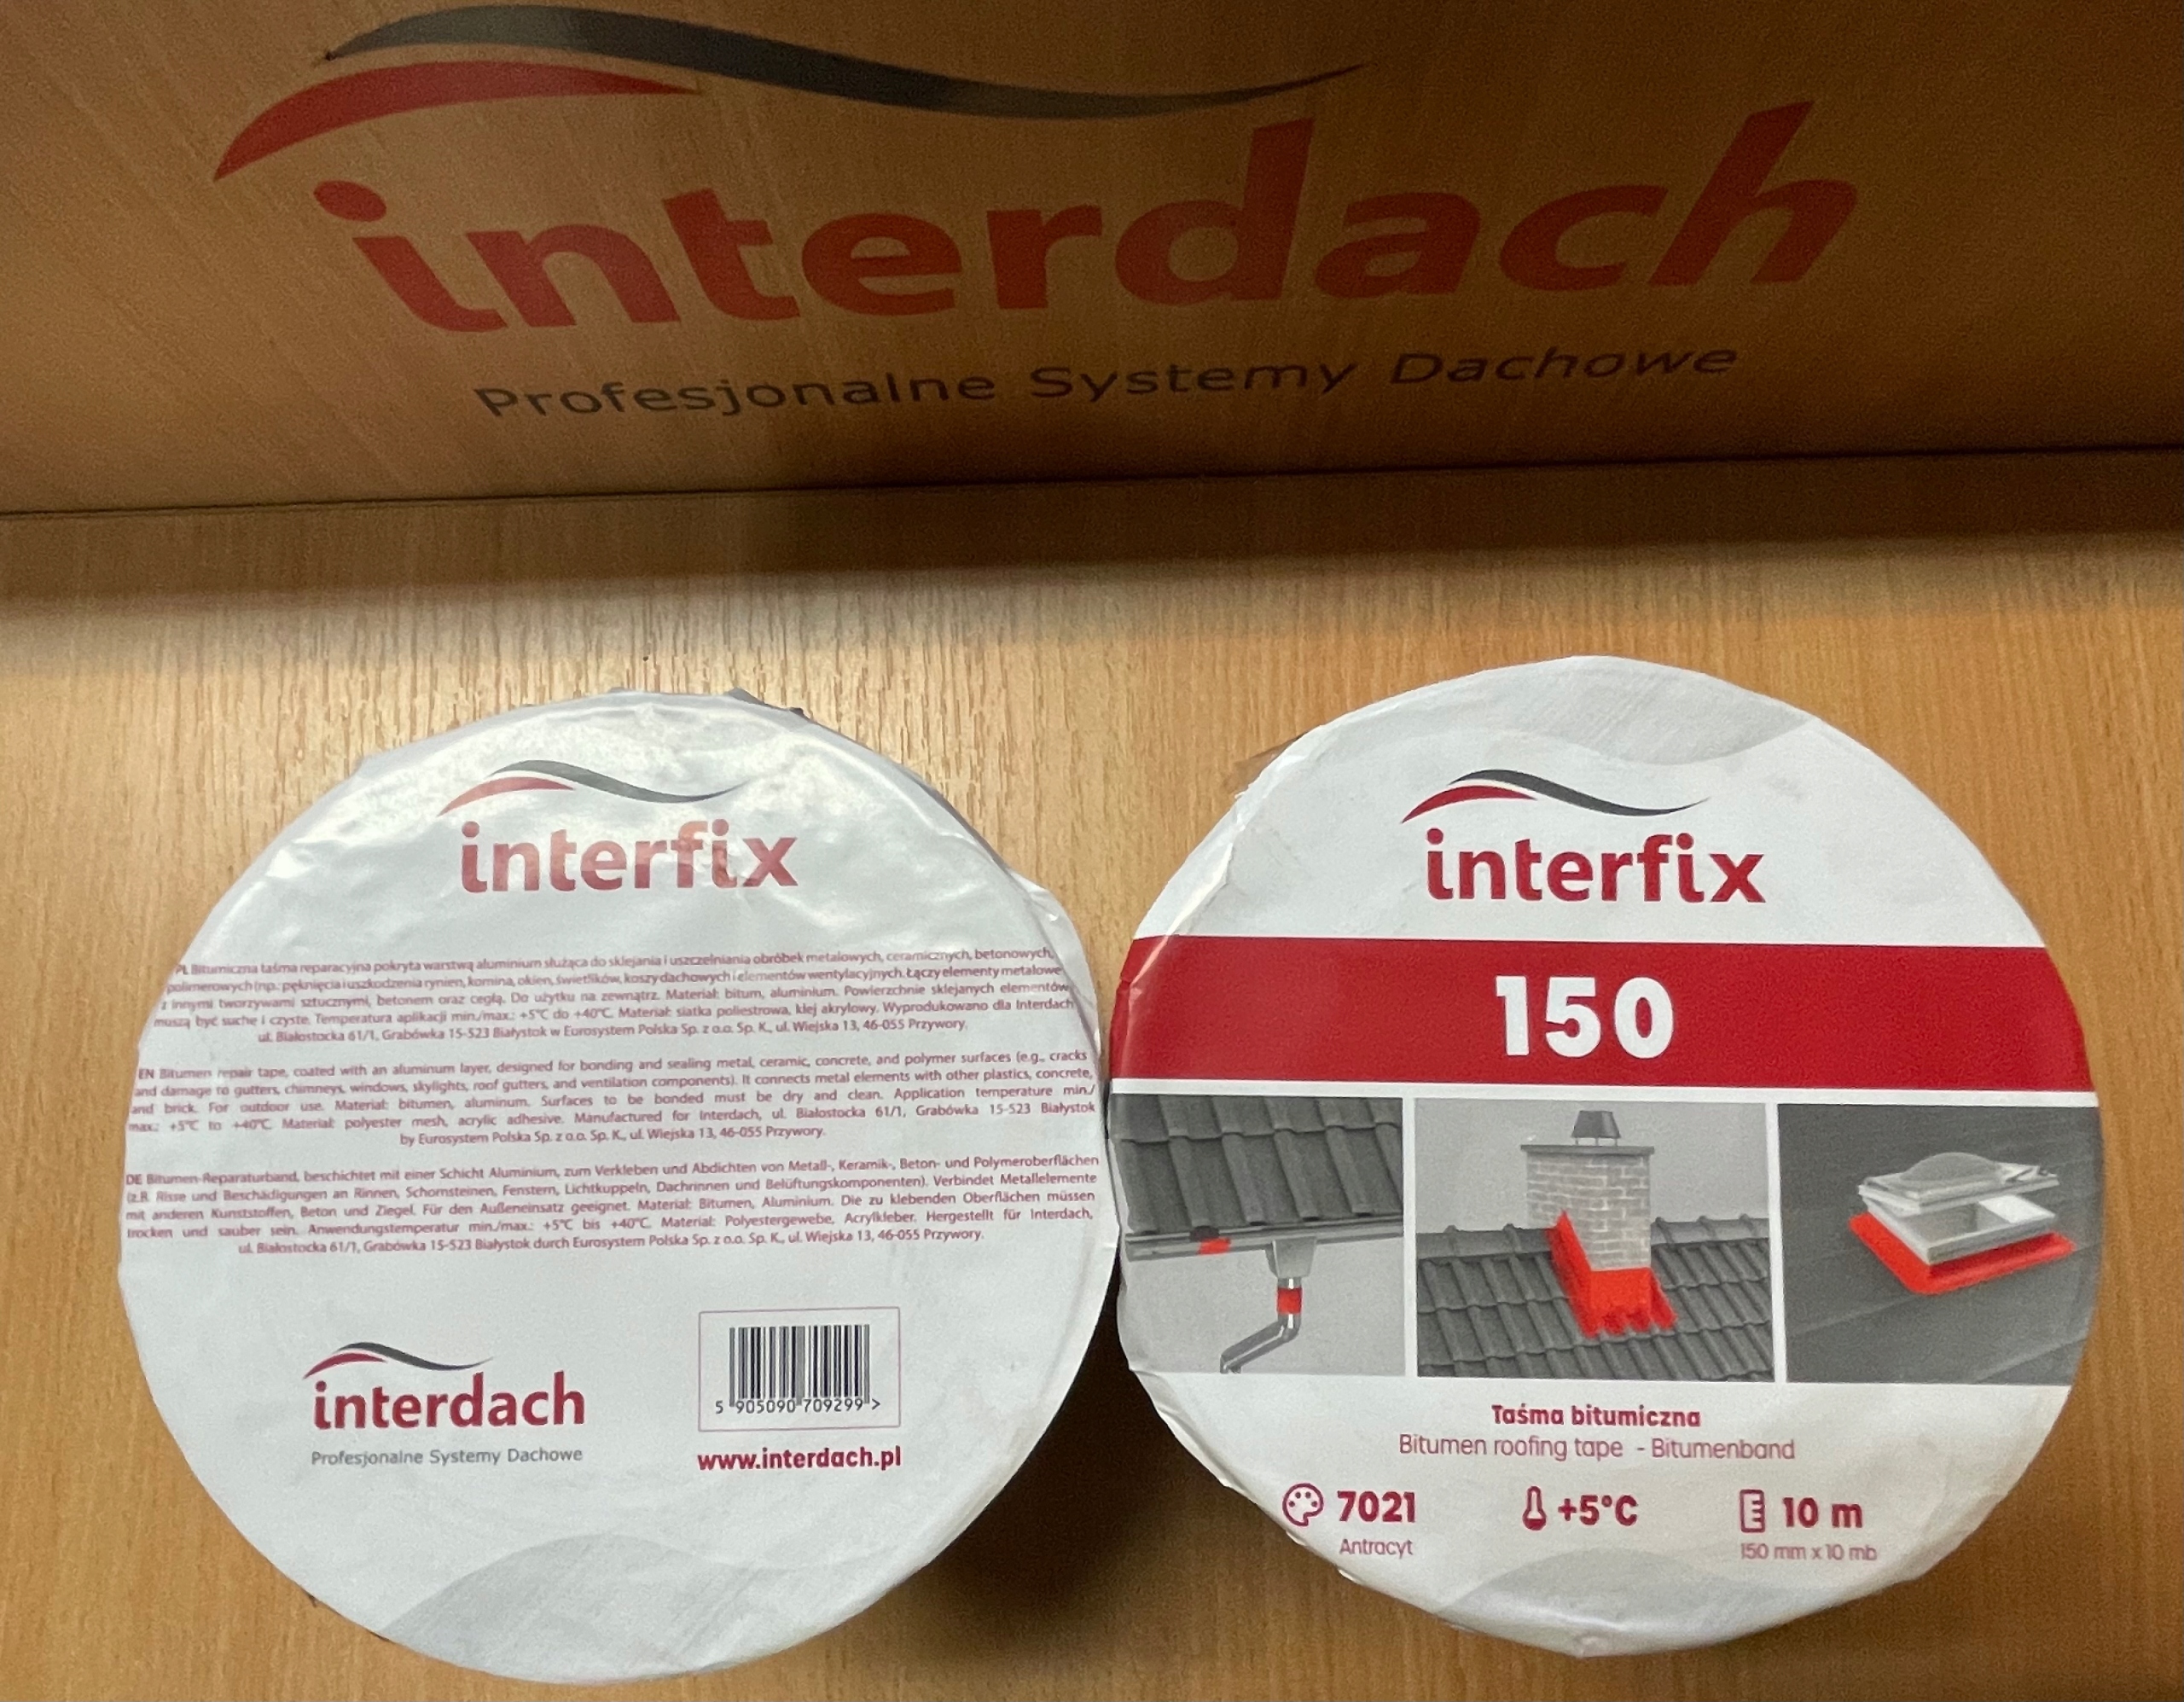 interdach
Profesjonalne Systemy Dachowe
interfix
PL Bitumiczna taśma reparacyjna pokryta warstwą aluminium służąca do sklejania i uszczelniania obróbek metalowych, ceramicznych, betonowych,
polimerowych (np.: pęknięcia i uszkodzenia rynien, komina, okien, świetlików, koszy dachowych i elementów wentylacyjnych. Łączy elementy metalowe
z innymi tworzywami sztucznymi, betonem oraz cegłą. Do użytku na zewnątrz. Materiał: bitum, aluminium. Powierzchnie sklejanych elementów
muszą być suche i czyste. Temperatura aplikacji min./max.: +5°C do +40°C. Materiał: siatka poliestrowa, klej akrylowy. Wyprodukowano dla Interdach
ul. Białostocka 61/1, Grabówka 15-523 Białystok w Eurosystem Polska Sp. z o.o. Sp. K., ul. Wiejska 13, 46-055 Przywory.
EN Bitumen repair tape, coated with an aluminum layer, designed for bonding and sealing metal, ceramic, concrete, and polymer surfaces (e.g., cracks
and damage to gutters, chimneys, windows, skylights, roof gutters, and ventilation components). It connects metal elements with other plastics, concrete,
and brick. For outdoor use. Material: bitumen, aluminum. Surfaces to be bonded must be dry and clean. Application temperature min./
max.: +5°C to +40°C. Material: polyester mesh, acrylic adhesive. Manufactured for Interdach, ul. Białostocka 61/1, Grabówka 15-523 Białystok
by Eurosystem Polska Sp. z o.o. Sp. K., ul. Wiejska 13, 46-055 Przywory.
DE Bitumen-Reparaturband, beschichtet mit einer Schicht Aluminium, zum Verkleben und Abdichten von Metall-, Keramik-, Beton- und Polymeroberflächen
(z.B. Risse und Beschädigungen an Rinnen, Schornsteinen, Fenstern, Lichtkuppeln, Dachrinnen und Belüftungskomponenten). Verbindet Metallelemente
mit anderen Kunststoffen, Beton und Ziegel. Für den Außeneinsatz geeignet. Material: Bitumen, Aluminium. Die zu klebenden Oberflächen müssen
trocken und sauber sein. Anwendungstemperatur min./max.: +5°C bis +40°C. Material: Polyestergewebe, Acrylkleber. Hergestellt für Interdach,
ul. Białostocka 61/1, Grabówka 15-523 Białystok durch Eurosystem Polska Sp. z o.o. Sp. K., ul. Wiejska 13, 46-055 Przywory.
interdach
Profesjonalne Systemy Dachowe
5 905090 709299 >
www.interdach.pl
interfix
150
Taśma bitumiczna
Bitumen roofing tape - Bitumenband
7021
Antracyt
+5°C
10 m
150 mm x 10 mb